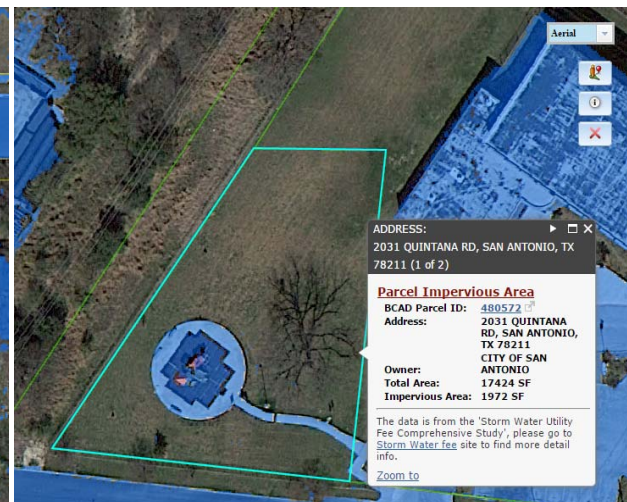 Aerial
ADDRESS:
2031 QUINTANA RD, SAN ANTONIO, TX
78211 (1 of 2)
Parcel Impervious Area
BCAD Parcel ID: 480572
Address: 2031 QUINTANA
RD, SAN ANTONIO,
TX 78211
CITY OF SAN
Owner: ANTONIO
Total Area: 17424 SF
Impervious Area: 1972 SF
The data is from the 'Storm Water Utility
Fee Comprehensive Study', please go to
Storm Water fee site to find more detail
info.
Zoom to